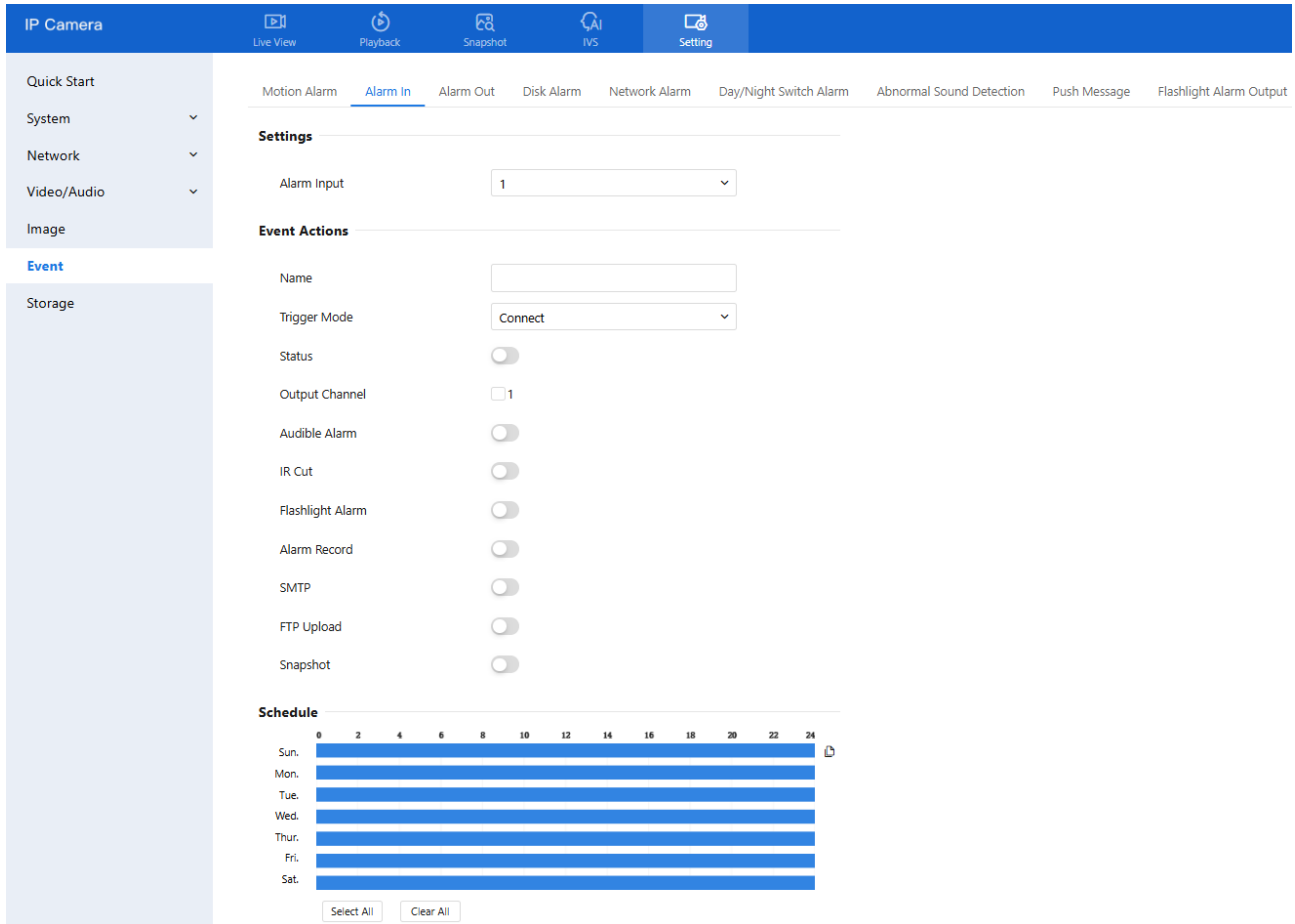 IP Camera
Live View
Playback
Snapshot
AI
IVS
Setting
Quick Start
System
Network
Video/Audio
Image
Event
Storage
Motion Alarm Alarm In Alarm Out Disk Alarm Network Alarm Day/Night Switch Alarm Abnormal Sound Detection Push Message Flashlight Alarm Output
Settings
Alarm Input 1
Event Actions
Name
Trigger Mode Connect
Status
Output Channel 1
Audible Alarm
IR Cut
Flashlight Alarm
Alarm Record
SMTP
FTP Upload
Snapshot
Schedule
0 2 4 6 8 10 12 14 16 18 20 22 24
Sun.
Mon.
Tue.
Wed.
Thur.
Fri.
Sat.
Select All Clear All